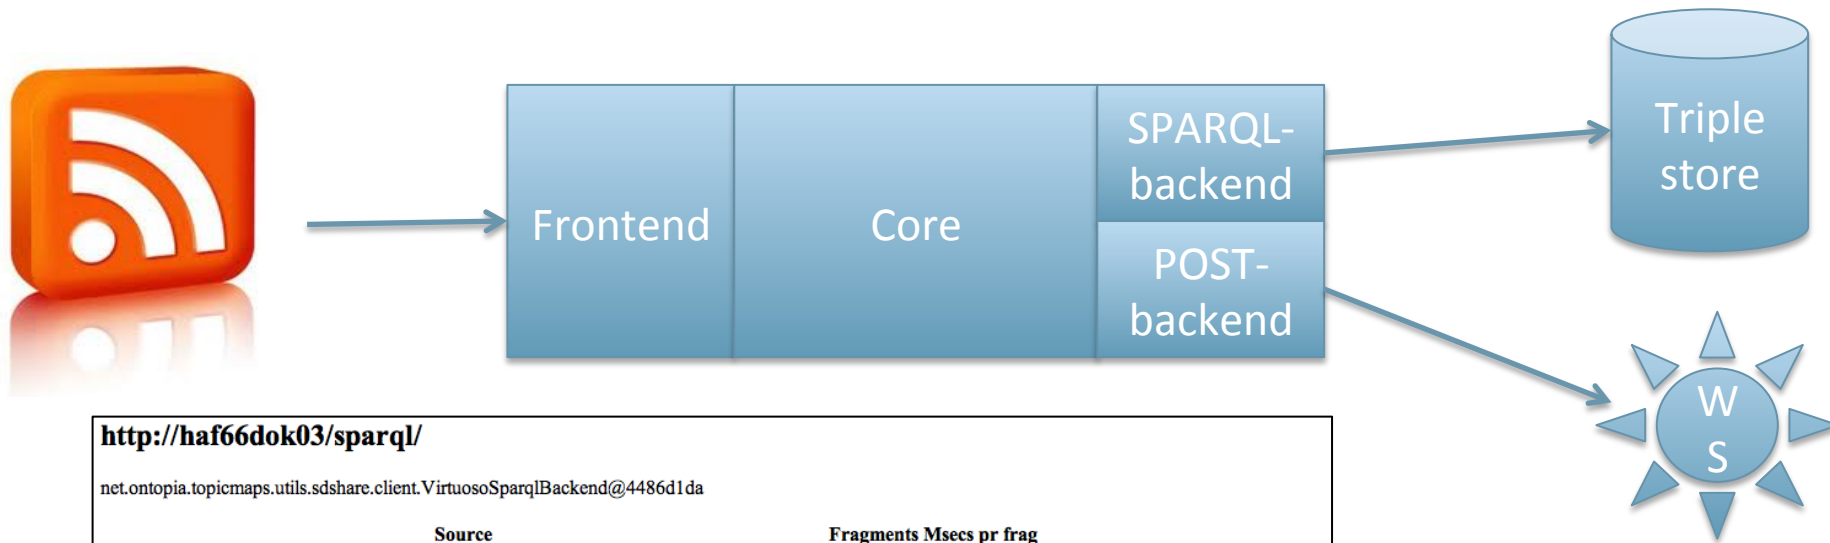 Frontend
Core
SPARQL-
backend
POST-
backend
Triple
store
W
S
http://haf66dok03/sparql/
net.ontopia.topicmaps.utils.sdshare.client.VirtuosoSparqlBackend@4486d1da
Source Fragments Msecs pr frag